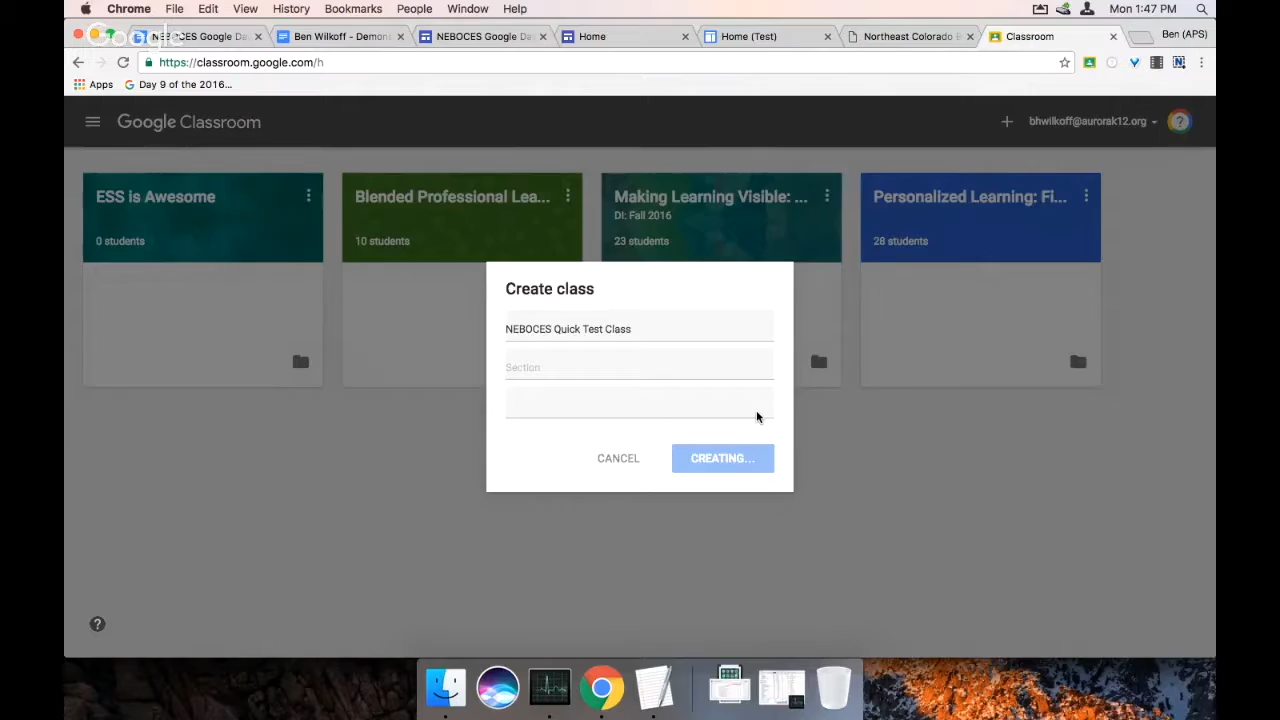 Chrome File Edit View History Bookmarks People Window Help Mon 1:47 PM
Google
NEBOCES Google Da Ben Wilkoff - Demon NEBOCES Google Da Home Home (Test) Northeast Colorado B Classroom Ben (APS)
https://classroom.google.com/h
Apps Day 9 of the 2016...
Google Classroom bhwilkoff@aurorak12.org
ESS is Awesome Blended Professional Lea... Making Learning Visible: ... Personalized Learning: Fi...
DI: Fall 2016
0 students 10 students 23 students 28 students
Create class
NEBOCES Quick Test Class
Section
CANCEL CREATING...